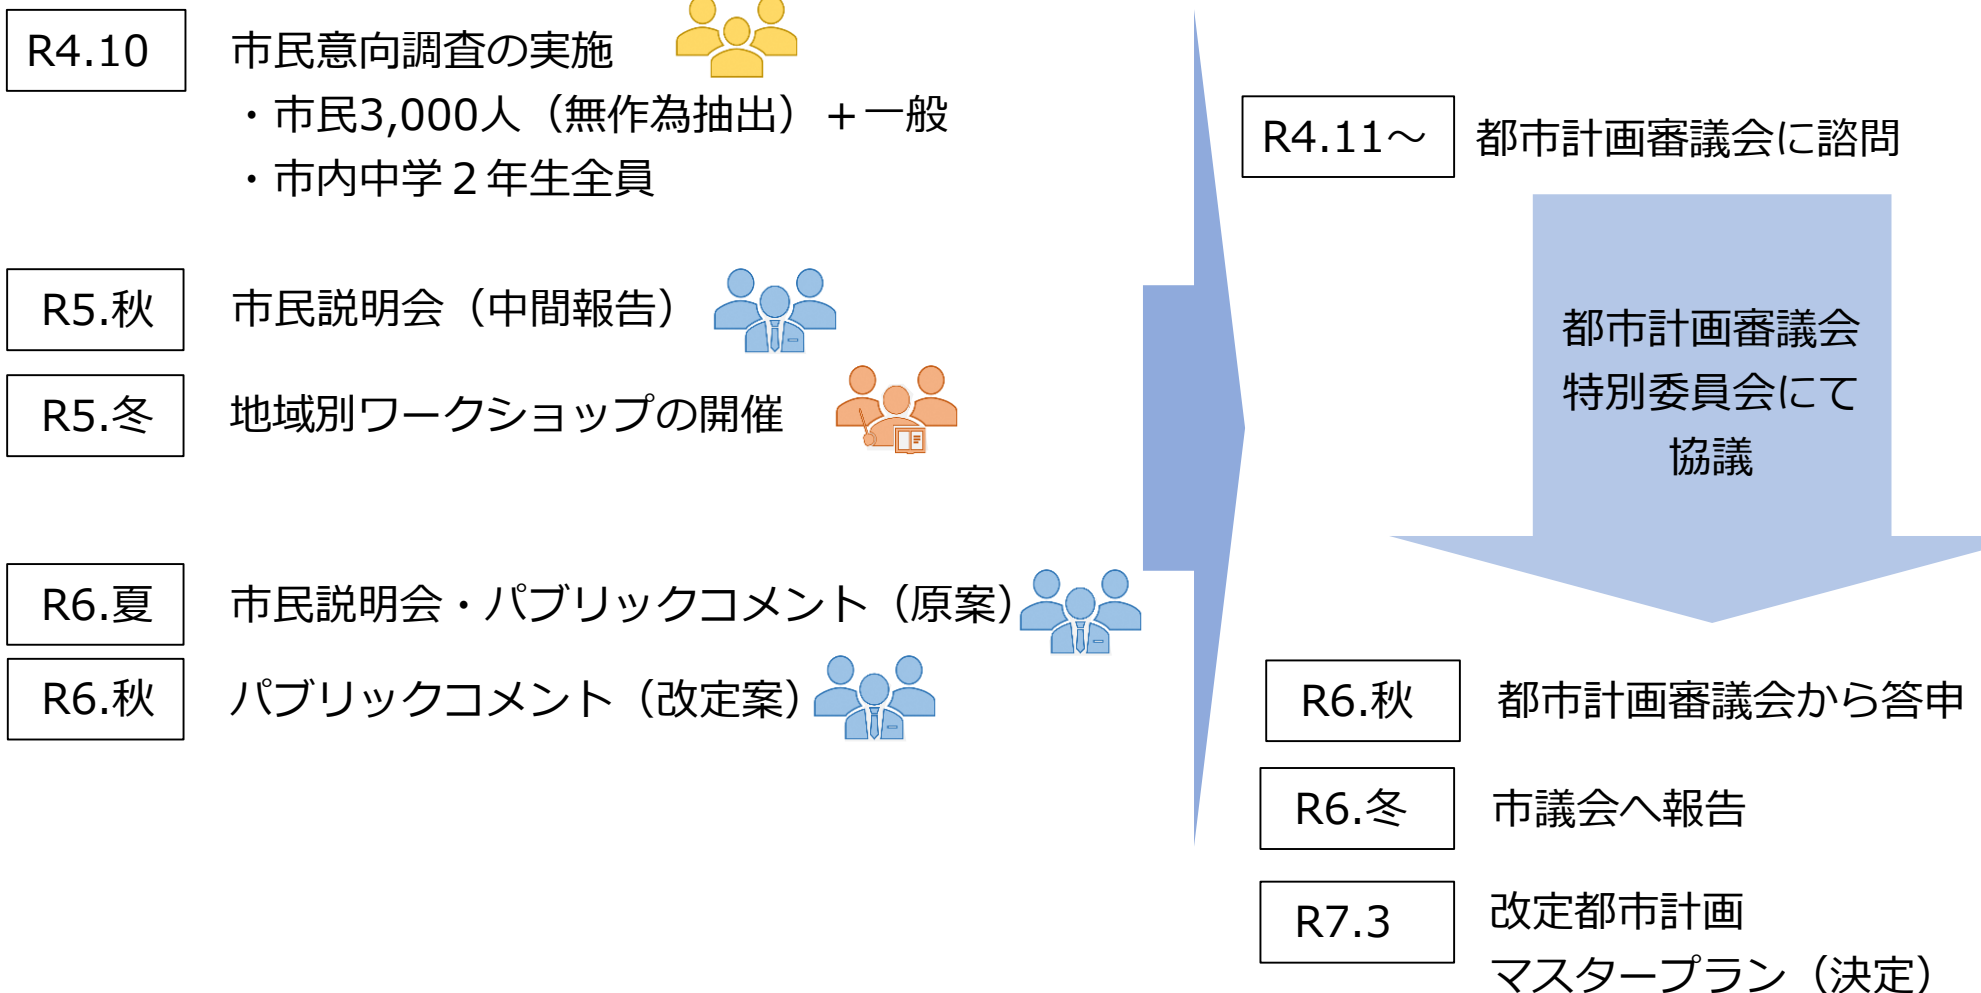 R4.10 市民意向調査の実施
・市民3,000人（無作為抽出）＋一般
・市内中学２年生全員
R5.秋 市民説明会（中間報告）
R5.冬 地域別ワークショップの開催
R6.夏 市民説明会・パブリックコメント（原案）
R6.秋 パブリックコメント（改定案）
R4.11～ 都市計画審議会に諮問
都市計画審議会
特別委員会にて
協議
R6.秋 都市計画審議会から答申
R6.冬 市議会へ報告
R7.3 改定都市計画
マスタープラン（決定）